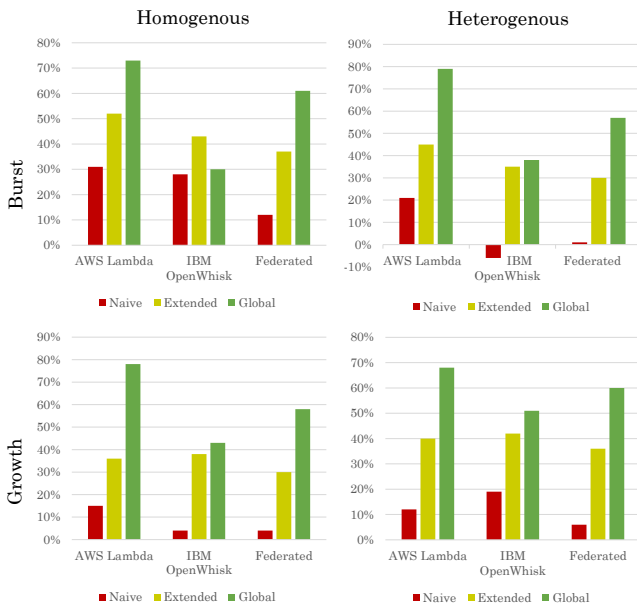 Homogenous
Heterogenous
Burst
80%
70%
60%
50%
40%
30%
20%
10%
0%
AWS Lambda
IBM
OpenWhisk
Federated
Naive
Extended
Global
90%
80%
70%
60%
50%
40%
30%
20%
10%
0%
-10%
AWS Lambda
IBM
OpenWhisk
Federated
Naive
Extended
Global
Growth
90%
80%
70%
60%
50%
40%
30%
20%
10%
0%
AWS Lambda
IBM
OpenWhisk
Federated
Naive
Extended
Global
80%
70%
60%
50%
40%
30%
20%
10%
0%
AWS Lambda
IBM
OpenWhisk
Federated
Naive
Extended
Global